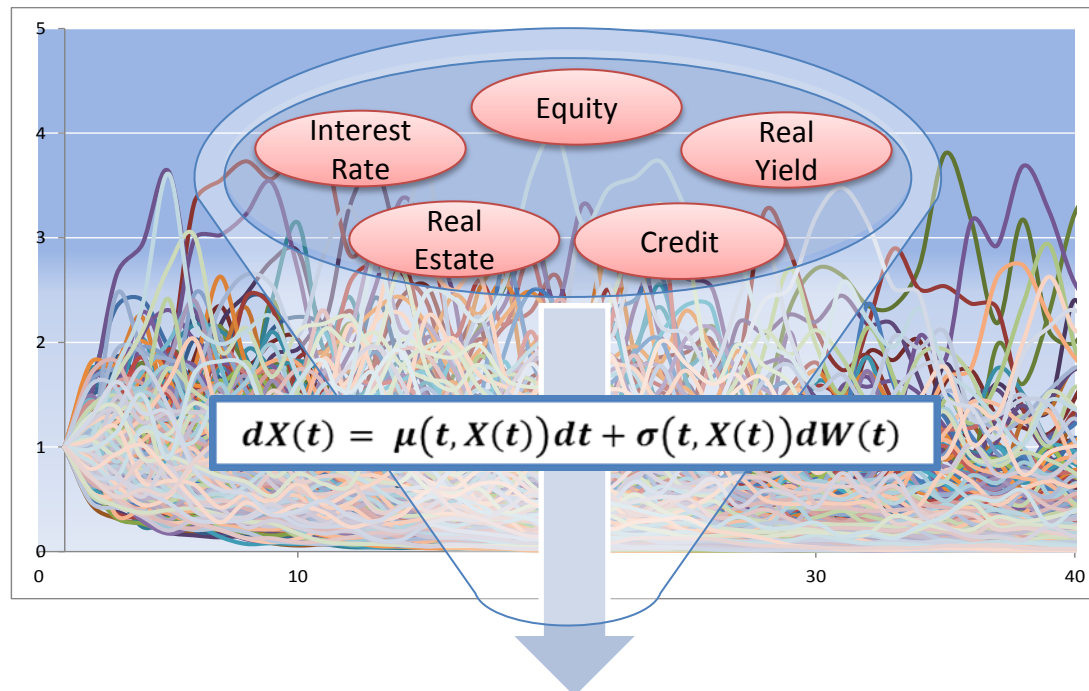 5
Equity
4
Interest
Rate
Real
Yield
3
Real
Estate
Credit
2
dX(t) = μ(t, X(t))dt + σ(t, X(t))dW(t)
1
0
0
10
30
40